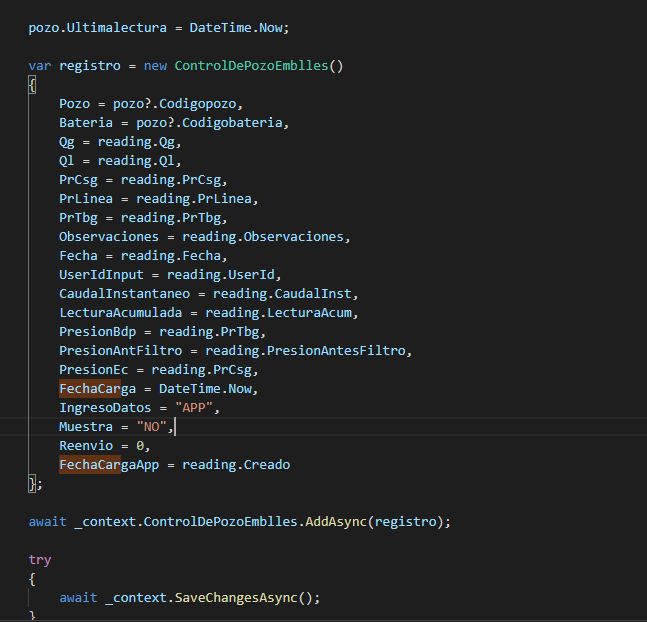 pozo.Ultimalectura = DateTime.Now;
var registro = new ControlDePozoEmblles()
{
Pozo = pozo?.Codigopozo,
Bateria = pozo?.Codigobateria,
Qg = reading.Qg,
Ql = reading.Ql,
PrCsg = reading.PrCsg,
PrLinea = reading.PrLinea,
PrTbg = reading.PrTbg,
Observaciones = reading.Observaciones,
Fecha = reading.Fecha,
UserIdInput = reading.UserId,
CaudalInstantaneo = reading.CaudalInst,
LecturaAcumulada = reading.LecturaAcum,
PresionBdp = reading.PrTbg,
PresionAntFiltro = reading.PresionAntesFiltro,
PresionEc = reading.PrCsg,
FechaCarga = DateTime.Now,
IngresoDatos = "APP",
Muestra = "NO",
Reenvio = 0,
FechaCargaApp = reading.Creado
};
await _context.ControlDePozoEmblles.AddAsync(registro);
try
{
await _context.SaveChangesAsync();
}